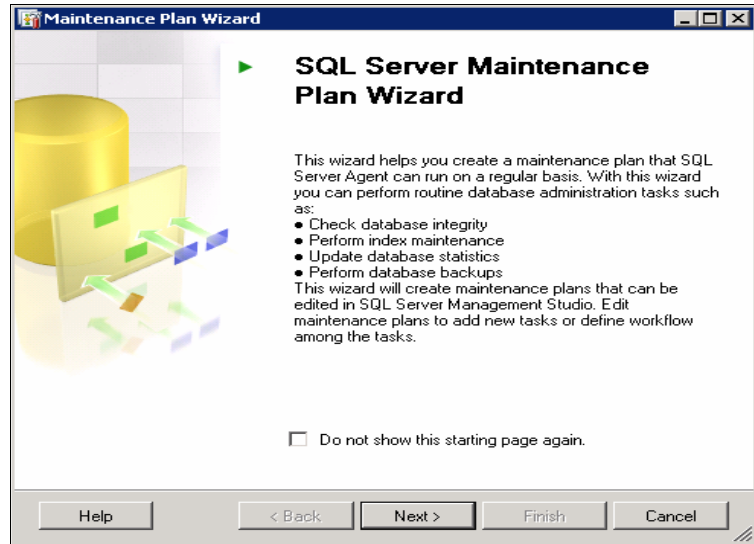 Maintenance Plan Wizard
SQL Server Maintenance
Plan Wizard
This wizard helps you create a maintenance plan that SQL
Server Agent can run on a regular basis. With this wizard
you can perform routine database administration tasks such
as:
● Check database integrity
● Perform index maintenance
● Update database statistics
● Perform database backups
This wizard will create maintenance plans that can be
edited in SQL Server Management Studio. Edit
maintenance plans to add new tasks or define workflow
among the tasks.
Do not show this starting page again.
Help < Back Next > Finish Cancel